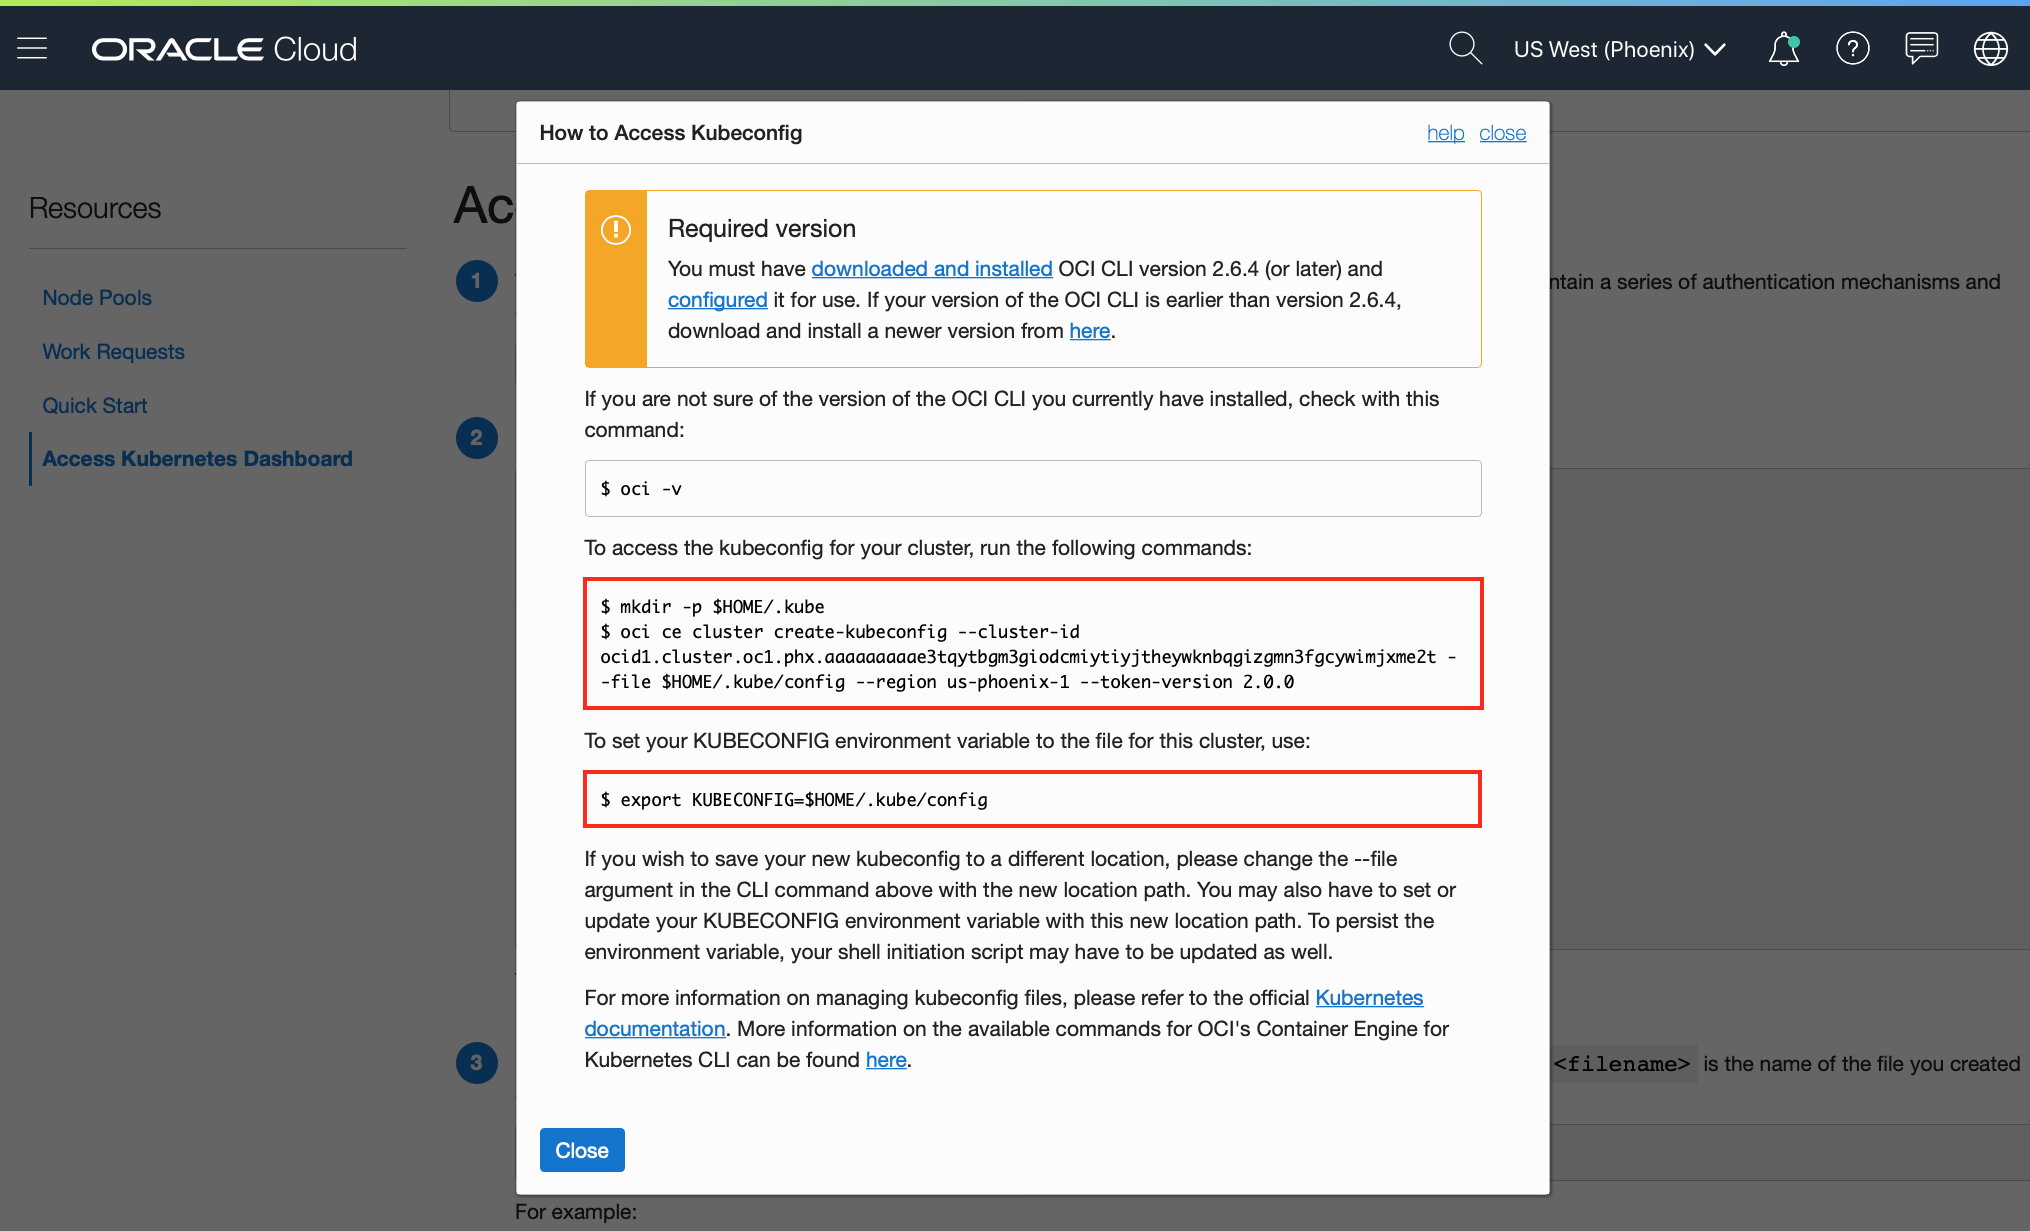 ORACLE Cloud
US West (Phoenix)
How to Access Kubeconfig
help close
Resources
Node Pools
Work Requests
Quick Start
Access Kubernetes Dashboard
Ac
1
ntain a series of authentication mechanisms and
2
3
<filename> is the name of the file you created
For example:
Required version
You must have downloaded and installed OCI CLI version 2.6.4 (or later) and
configured it for use. If your version of the OCI CLI is earlier than version 2.6.4,
download and install a newer version from here.
If you are not sure of the version of the OCI CLI you currently have installed, check with this
command:
$ oci -v
To access the kubeconfig for your cluster, run the following commands:
$ mkdir -p $HOME/.kube
$ oci ce cluster create-kubeconfig --cluster-id
ocid1.cluster.oc1.phx.aaaaaaaaae3tqytbgm3giodcmiytiyjtheywknbqgizgmn3fgcywimjxme2t -
-file $HOME/.kube/config --region us-phoenix-1 --token-version 2.0.0
To set your KUBECONFIG environment variable to the file for this cluster, use:
$ export KUBECONFIG=$HOME/.kube/config
If you wish to save your new kubeconfig to a different location, please change the --file
argument in the CLI command above with the new location path. You may also have to set or
update your KUBECONFIG environment variable with this new location path. To persist the
environment variable, your shell initiation script may have to be updated as well.
For more information on managing kubeconfig files, please refer to the official Kubernetes
documentation. More information on the available commands for OCI's Container Engine for
Kubernetes CLI can be found here.
Close